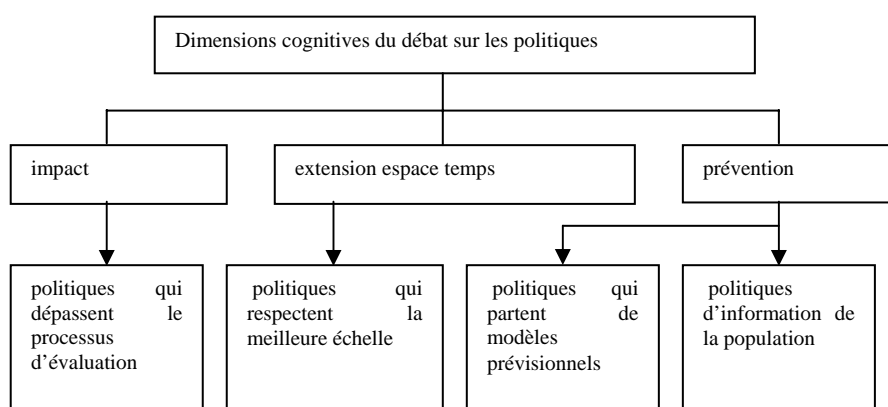 Dimensions cognitives du débat sur les politiques
impact
extension espace temps
prévention
politiques qui
dépassent le
processus
d’évaluation
politiques qui
respectent la
meilleure échelle
politiques qui
partent de
modèles
prévisionnels
politiques
d’information de
la population